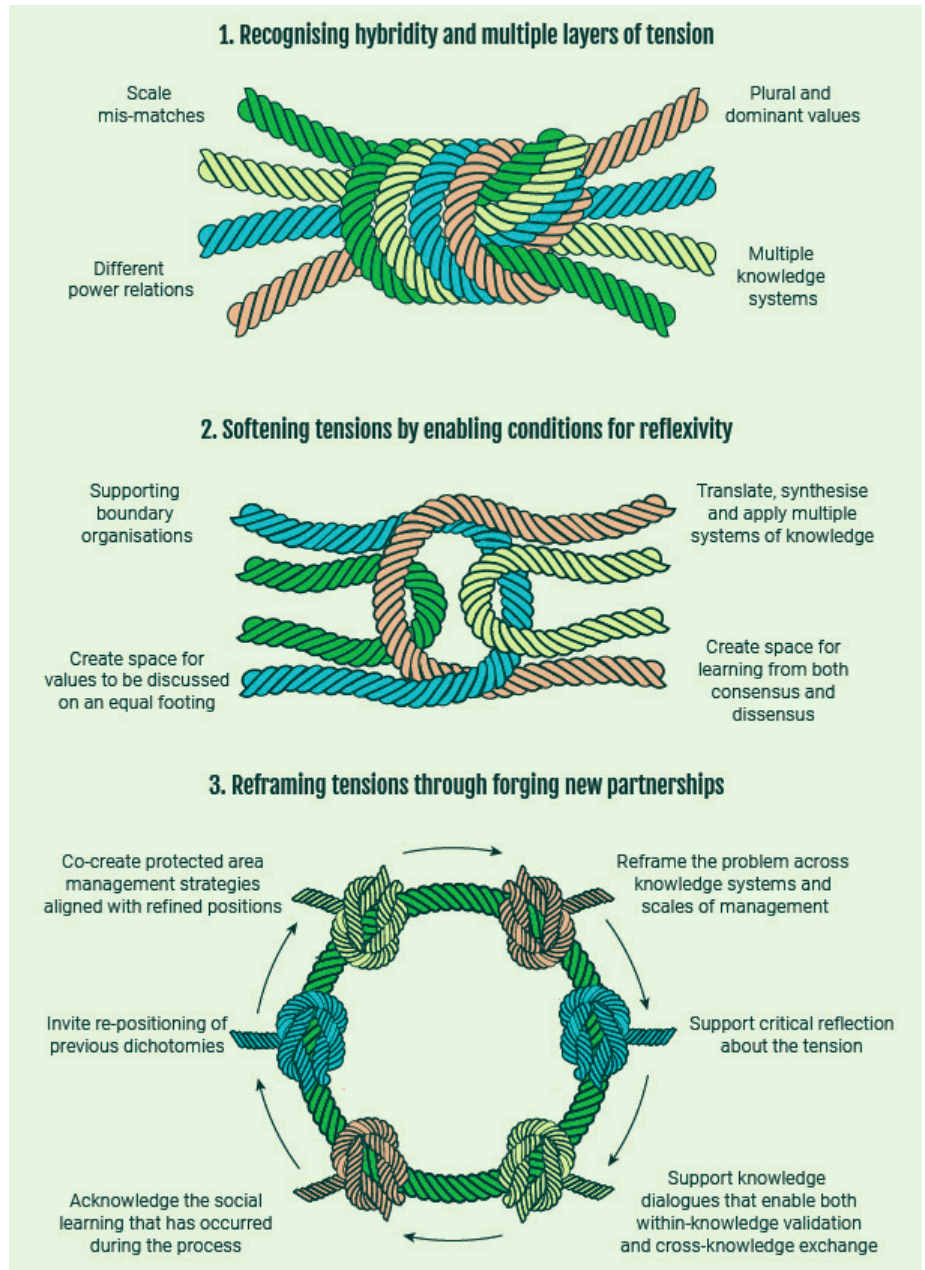 1. Recognising hybridity and multiple layers of tension
Scale
mis-matches
Plural and
dominant values
Different
power relations
Multiple
knowledge
systems
2. Softening tensions by enabling conditions for reflexivity
Supporting
boundary
organisations
Translate, synthesise
and apply multiple
systems of knowledge
Create space for
values to be discussed
on an equal footing
Create space for
learning from both
consensus and
dissensus
3. Reframing tensions through forging new partnerships
Co-create protected area
management strategies
aligned with refined positions
Reframe the problem across
knowledge systems and
scales of management
Invite re-positioning of
previous dichotomies
Support critical reflection
about the tension
Acknowledge the social
learning that has occurred
during the process
Support knowledge
dialogues that enable both
within-knowledge validation
and cross-knowledge exchange